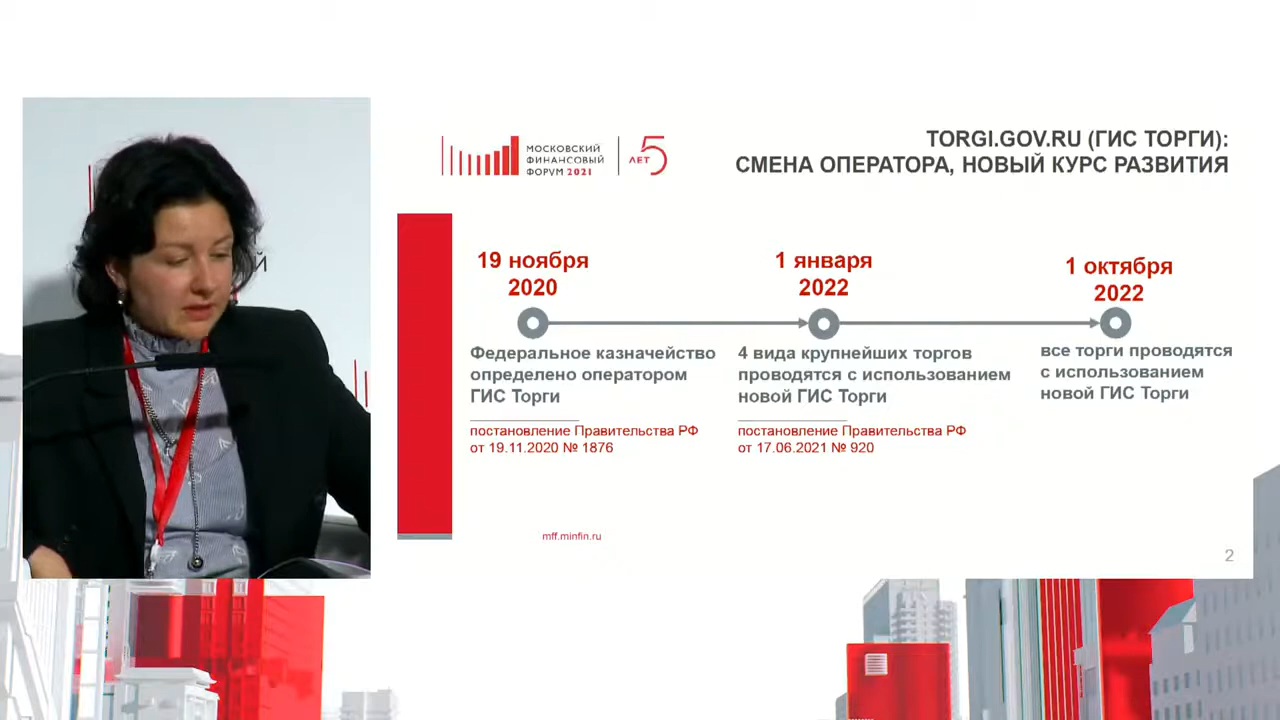 МОСКОВСКИЙ
ФИНАНСОВЫЙ
ФОРУМ 2021
ЛЕТ 5
TORGI.GOV.RU (ГИС ТОРГИ):
СМЕНА ОПЕРАТОРА, НОВЫЙ КУРС РАЗВИТИЯ
19 ноября
2020
Федеральное казначейство
определено оператором
ГИС Торги
постановление Правительства РФ
от 19.11.2020 № 1876
1 января
2022
4 вида крупнейших торгов
проводятся с использованием
новой ГИС Торги
постановление Правительства РФ
от 17.06.2021 № 920
1 октября
2022
все торги проводятся
с использованием
новой ГИС Торги
mff.minfin.ru
2